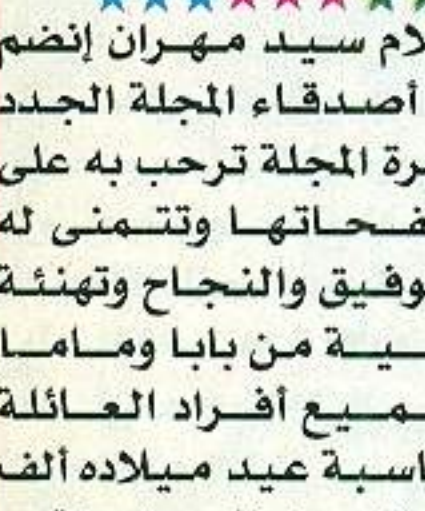 لام سيد مهران إنضم
أصدقاء المجلة الجدد
رة المجلة ترحب به على
فحاتها وتتمنى له
وفيق والنجاح وتهنئة
ية من بابا وماما
ميع أفراد العائلة
اسبة عيد ميلاده ألف